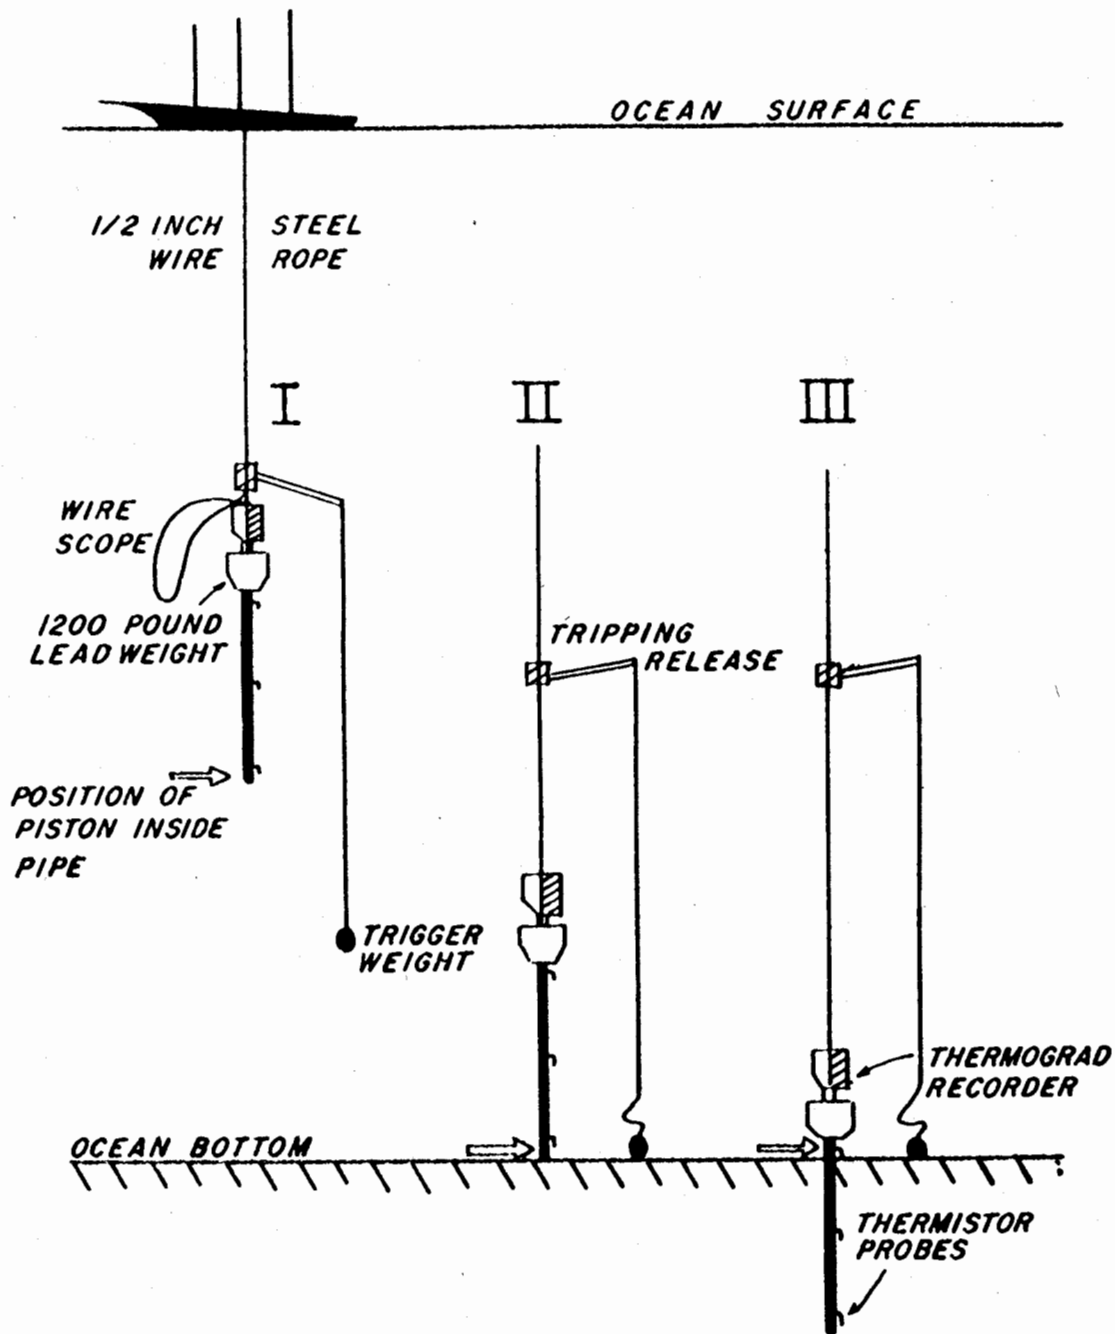 OCEAN SURFACE
1/2 INCH STEEL
WIRE ROPE
I
II
III
WIRE
SCOPE
1200 POUND
LEAD WEIGHT
TRIPPING
RELEASE
POSITION OF
PISTON INSIDE
PIPE
TRIGGER
WEIGHT
THERMOGRAD
RECORDER
OCEAN BOTTOM
THERMISTOR
PROBES